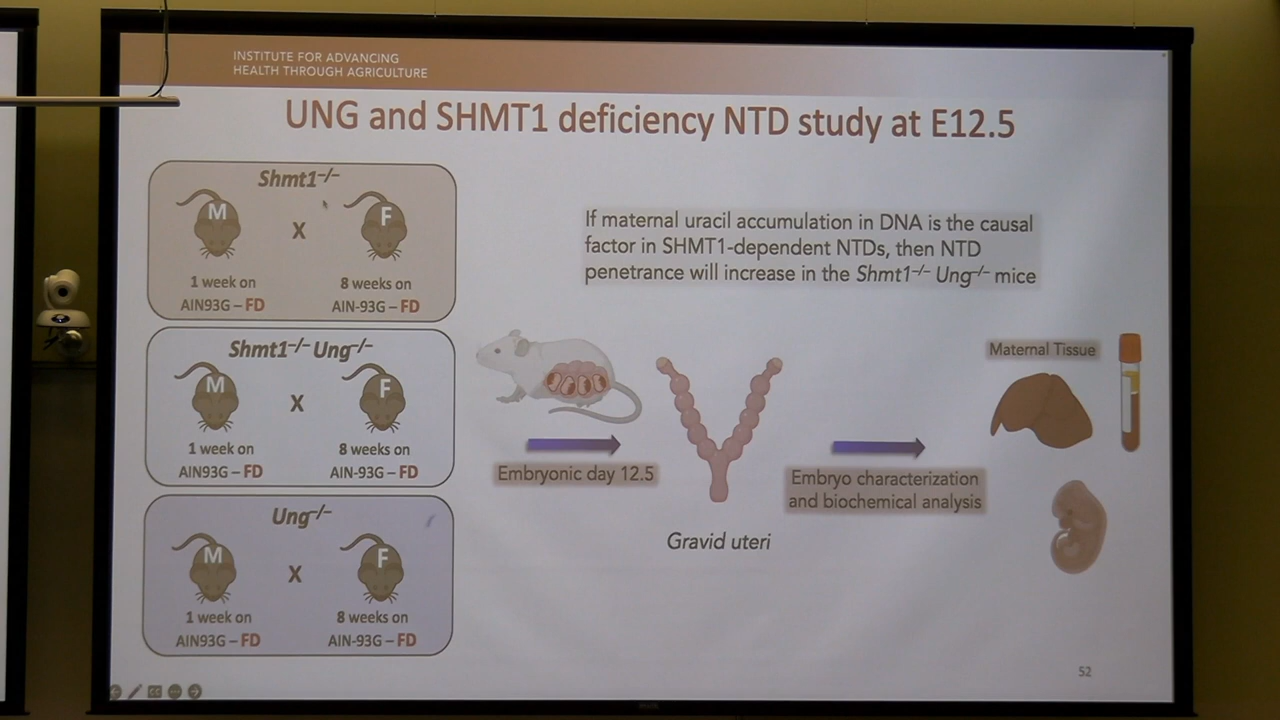 INSTITUTE FOR ADVANCING
HEALTH THROUGH AGRICULTURE
UNG and SHMT1 deficiency NTD study at E12.5
Shmt1⁻/⁻
M
X
F
1 week on
AIN93G – FD
8 weeks on
AIN-93G – FD
If maternal uracil accumulation in DNA is the causal
factor in SHMT1-dependent NTDs, then NTD
penetrance will increase in the Shmt1⁻/⁻ Ung⁻/⁻ mice
Shmt1⁻/⁻ Ung⁻/⁻
M
X
F
1 week on
AIN93G – FD
8 weeks on
AIN-93G – FD
Embryonic day 12.5
Gravid uteri
Embryo characterization
and biochemical analysis
Maternal Tissue
Ung⁻/⁻
M
X
F
1 week on
AIN93G – FD
8 weeks on
AIN-93G – FD
52